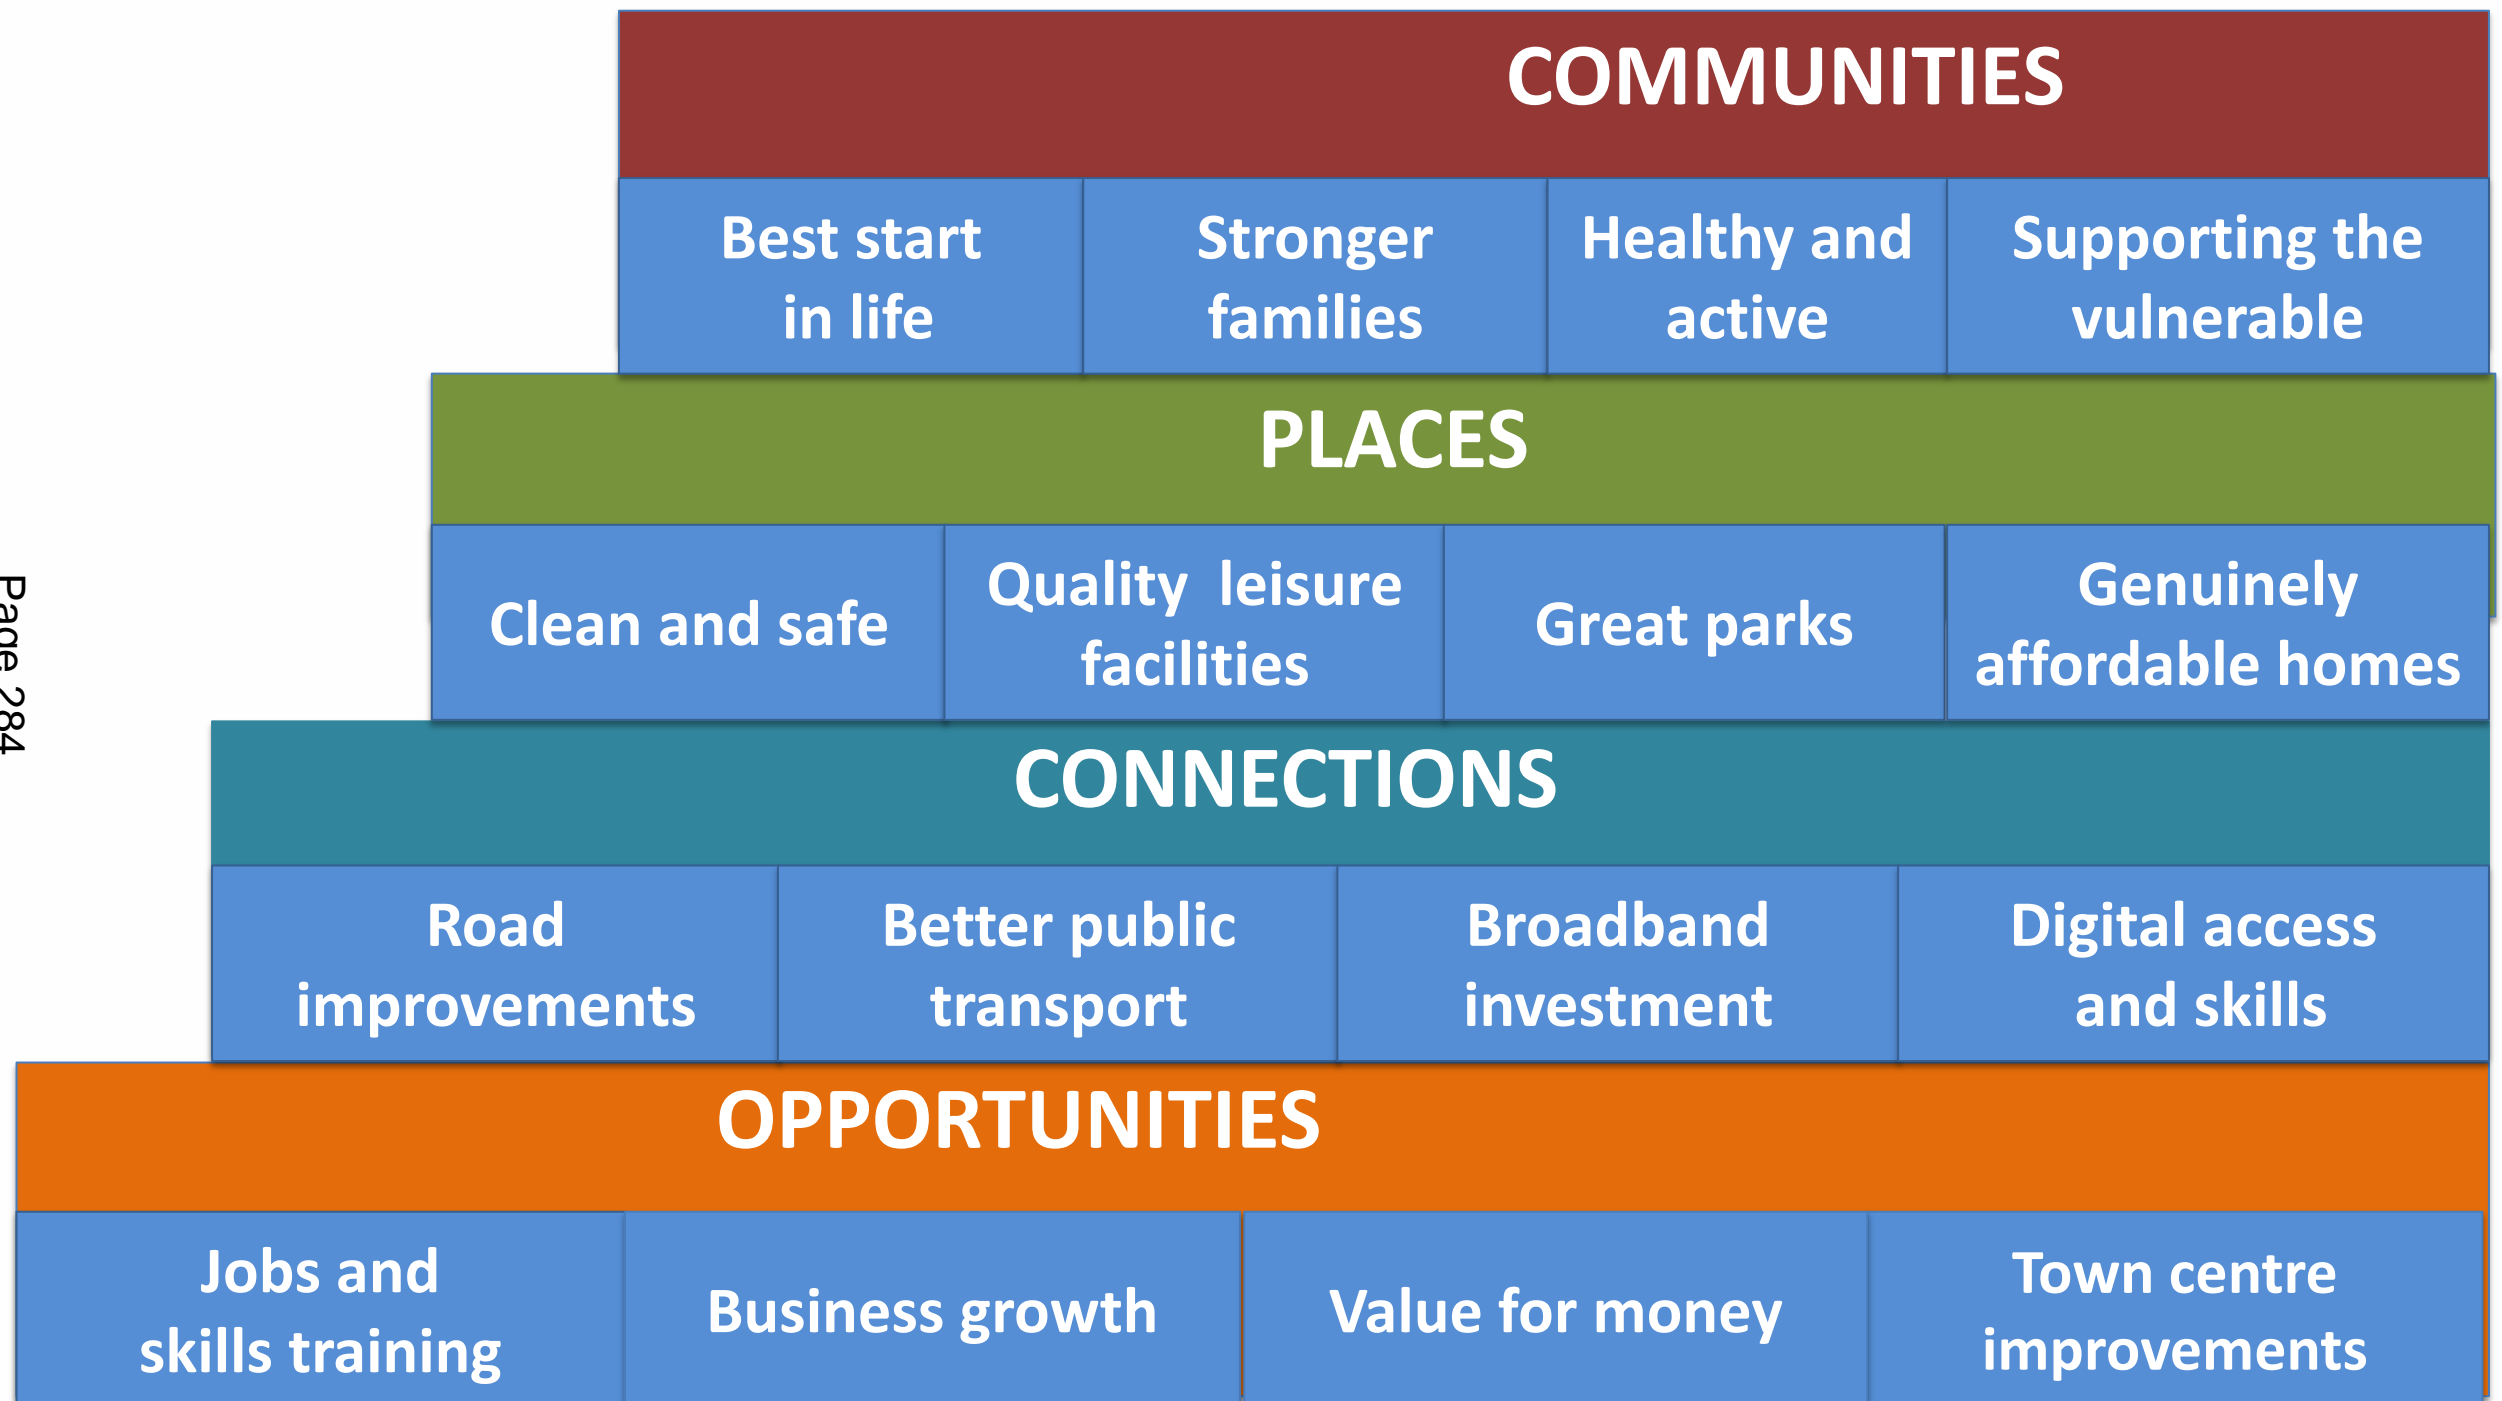 COMMUNITIES
Best start
in life
Stronger
families
Healthy and
active
Supporting the
vulnerable
PLACES
Clean and safe
Quality leisure
facilities
Great parks
Genuinely
affordable homes
CONNECTIONS
Road
improvements
Better public
transport
Broadband
investment
Digital access
and skills
OPPORTUNITIES
Jobs and
skills training
Business growth
Value for money
Town centre
improvements
Page 284